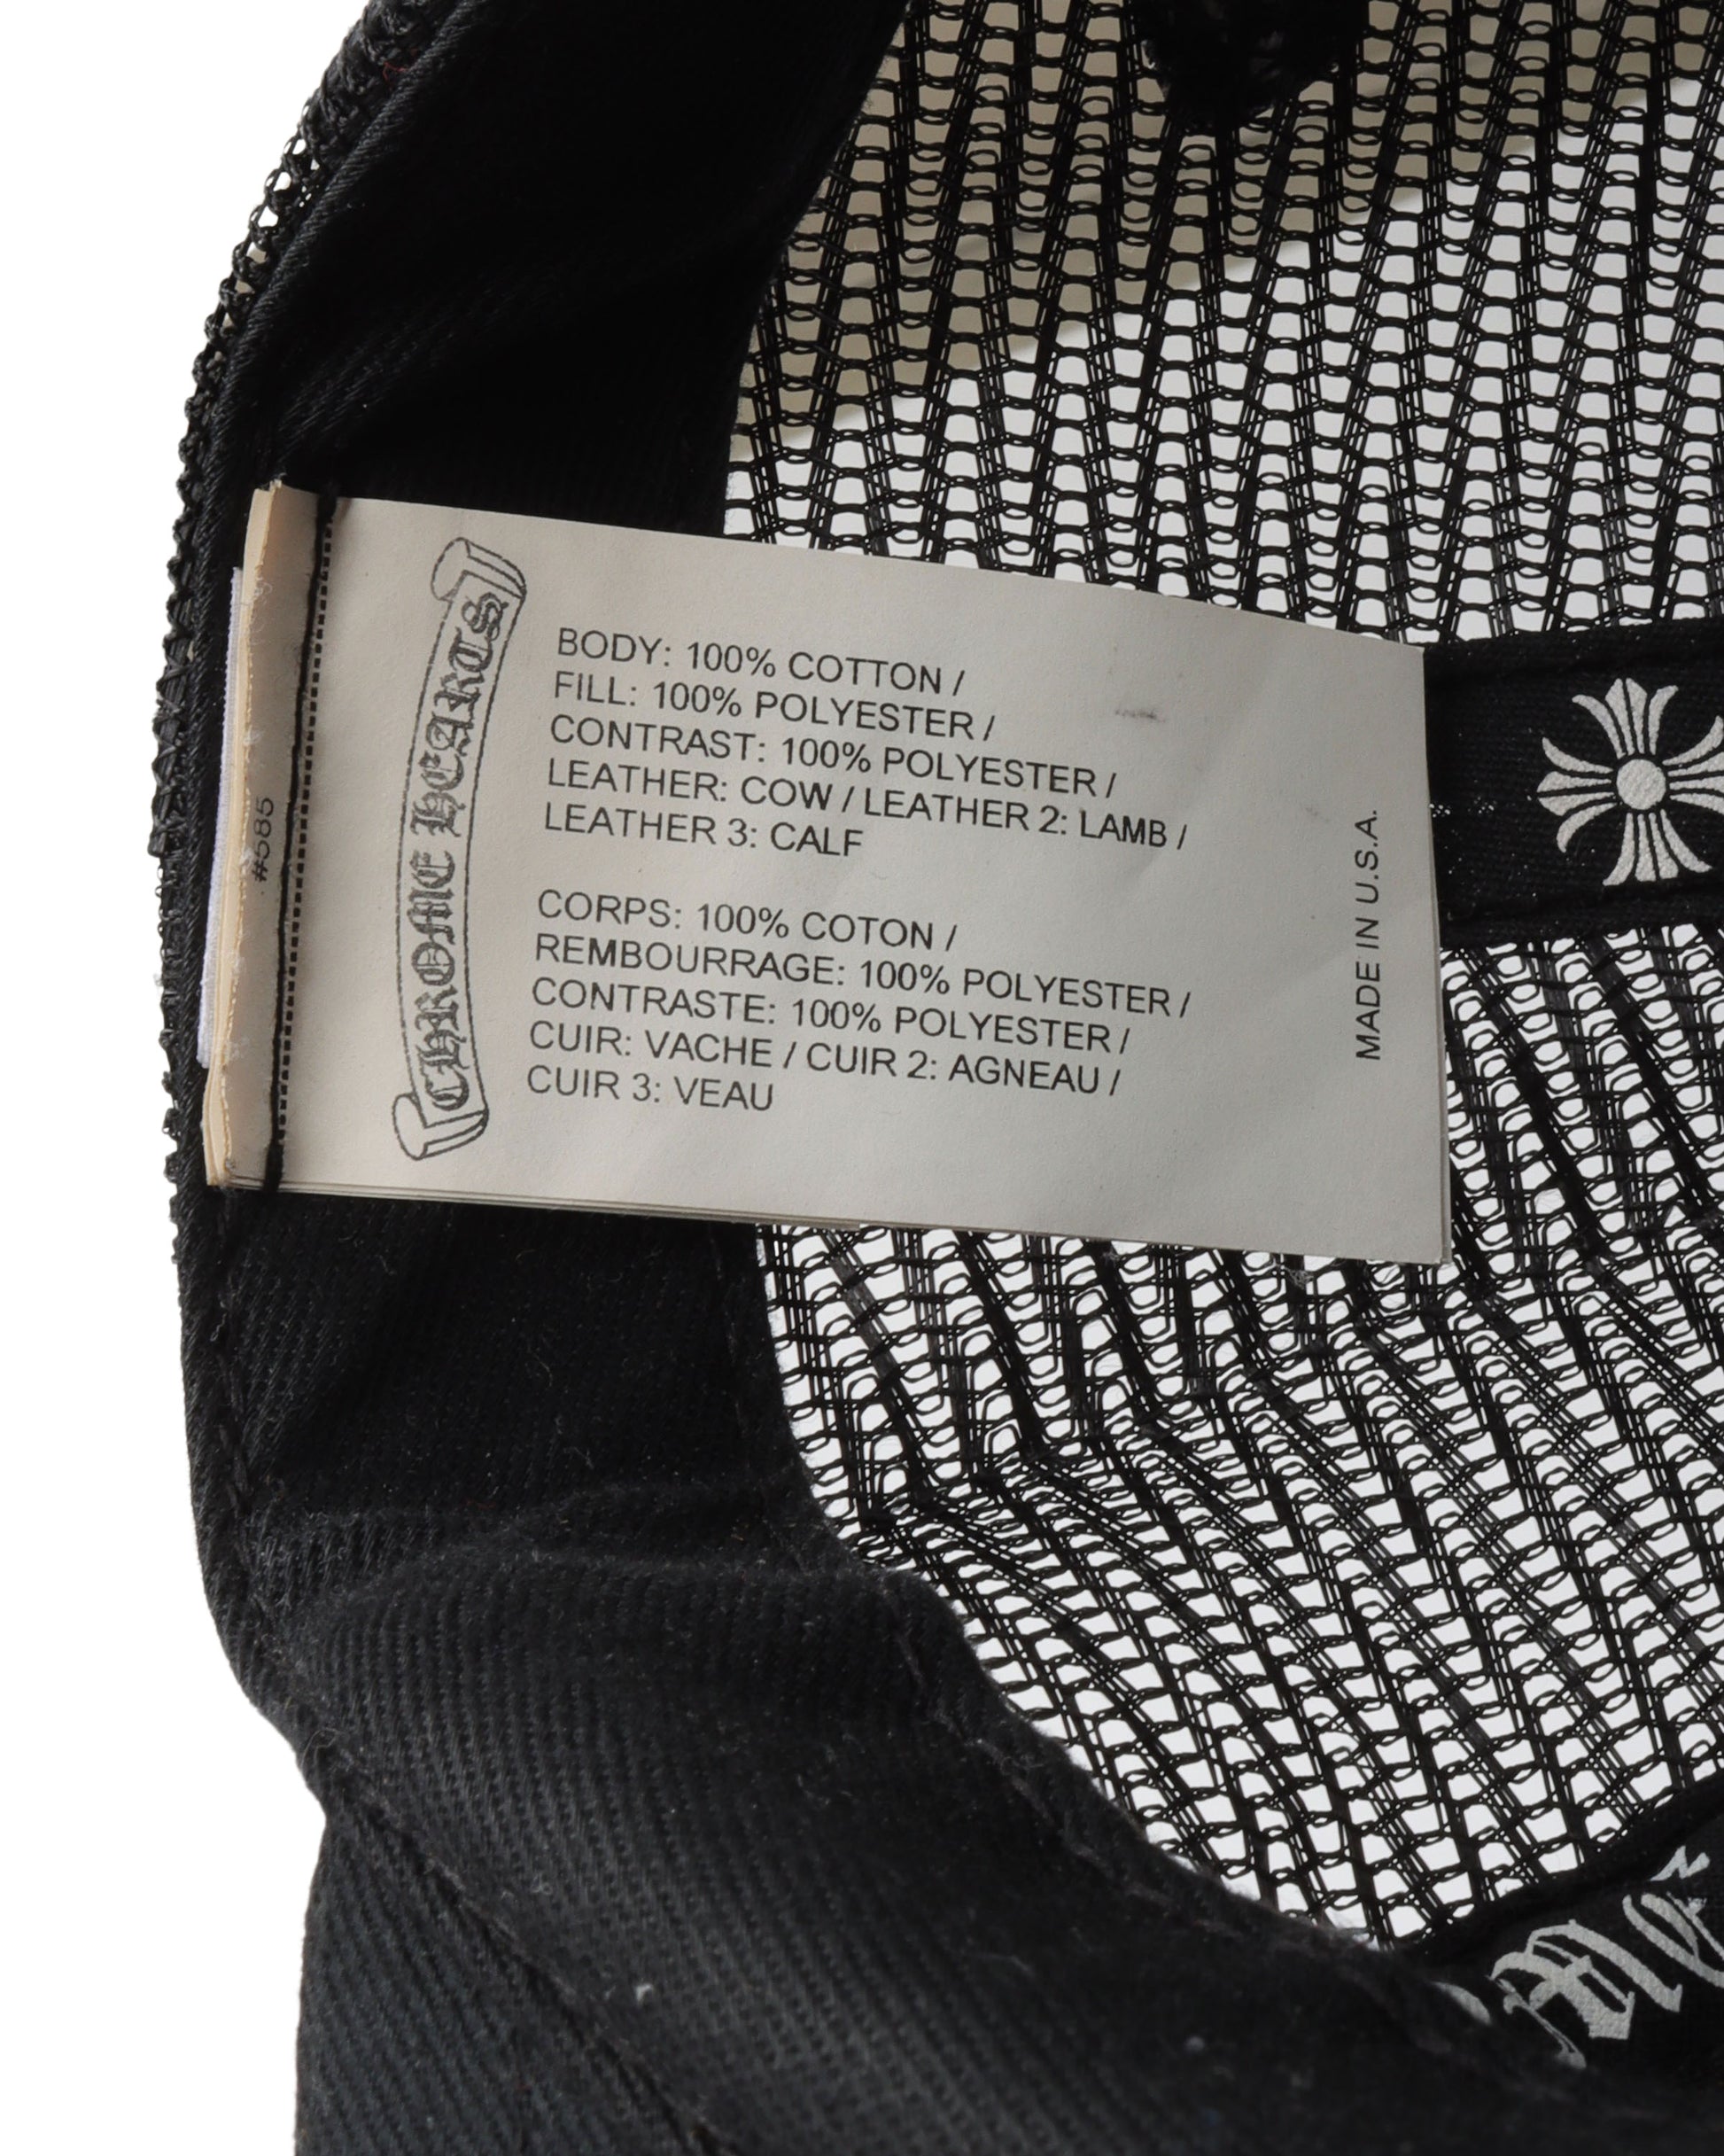 #585
CHROME HEARTS
BODY: 100% COTTON /
FILL: 100% POLYESTER /
CONTRAST: 100% POLYESTER /
LEATHER: COW / LEATHER 2: LAMB /
LEATHER 3: CALF
CORPS: 100% COTON /
REMBOURRAGE: 100% POLYESTER /
CONTRASTE: 100% POLYESTER /
CUIR: VACHE / CUIR 2: AGNEAU /
CUIR 3: VEAU
MADE IN U.S.A.